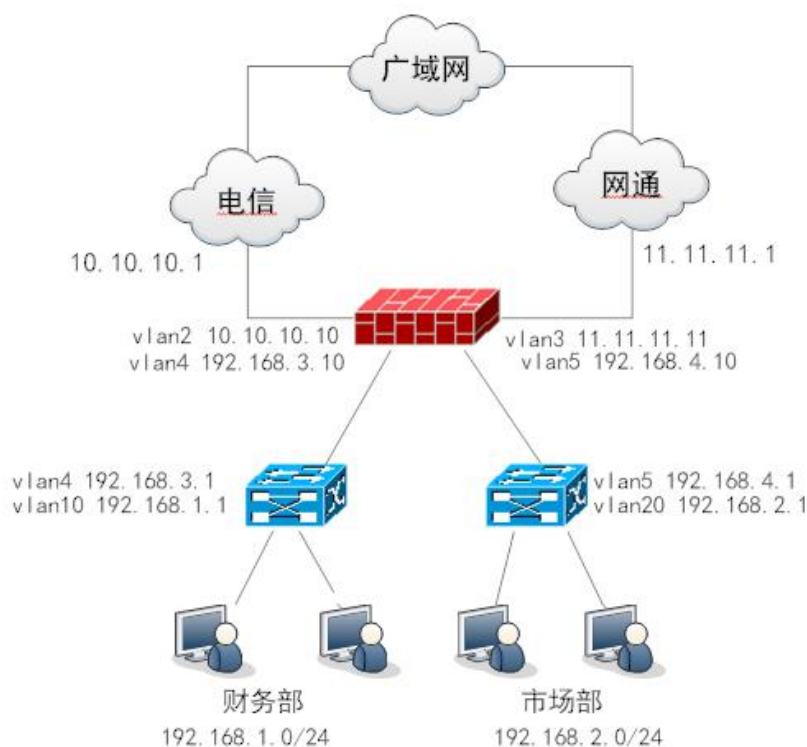 广域网
电信
网通
10.10.10.1
11.11.11.1
vlan2 10.10.10.10
vlan4 192.168.3.10
vlan3 11.11.11.11
vlan5 192.168.4.10
vlan4 192.168.3.1
vlan10 192.168.1.1
vlan5 192.168.4.1
vlan20 192.168.2.1
财务部
192.168.1.0/24
市场部
192.168.2.0/24